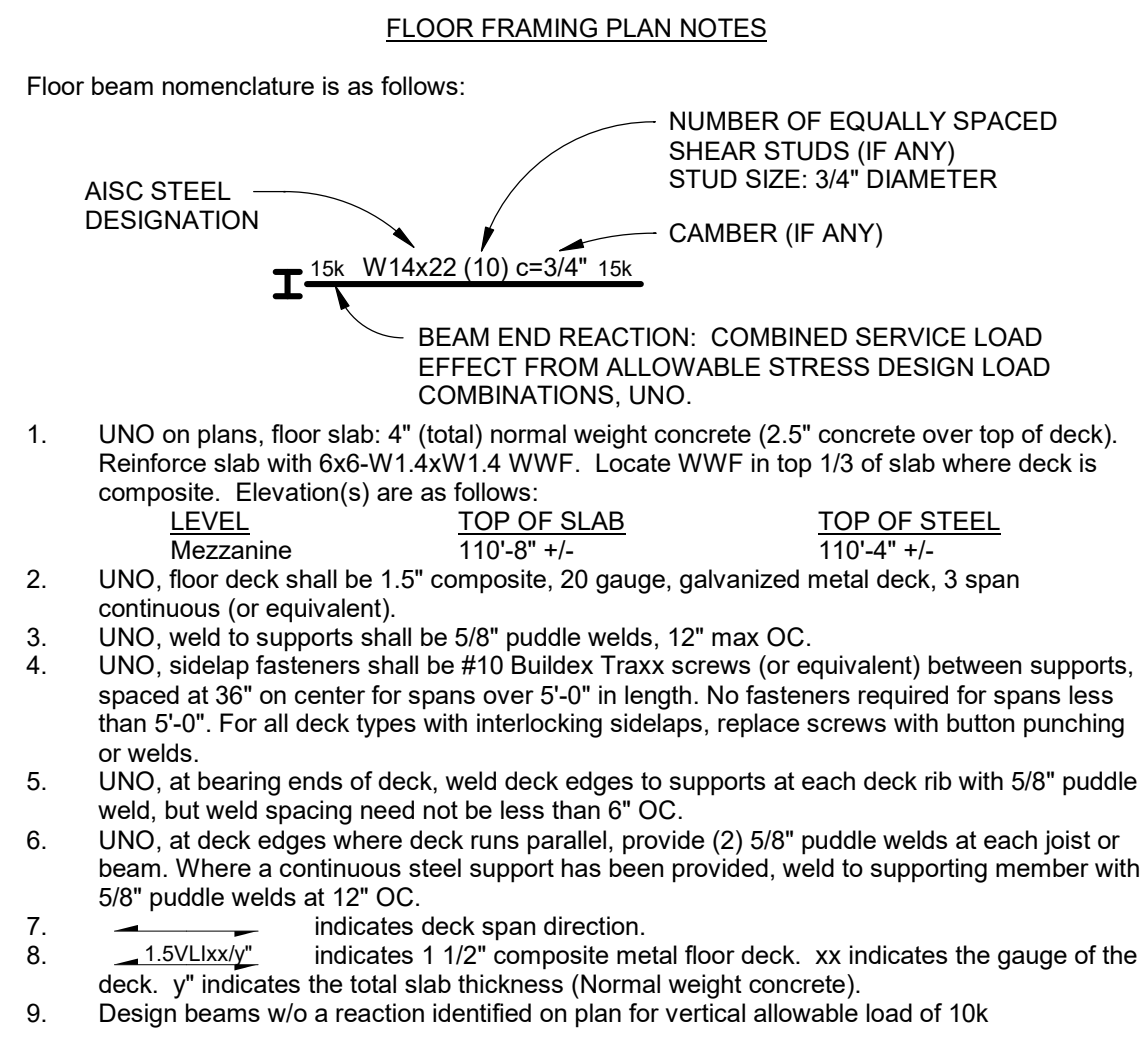 FLOOR FRAMING PLAN NOTES
Floor beam nomenclature is as follows:
NUMBER OF EQUALLY SPACED
SHEAR STUDS (IF ANY)
STUD SIZE: 3/4" DIAMETER
AISC STEEL
DESIGNATION
CAMBER (IF ANY)
15k W14x22 (10) c=3/4" 15k
BEAM END REACTION: COMBINED SERVICE LOAD
EFFECT FROM ALLOWABLE STRESS DESIGN LOAD
COMBINATIONS, UNO.
1. UNO on plans, floor slab: 4" (total) normal weight concrete (2.5" concrete over top of deck).
Reinforce slab with 6x6-W1.4xW1.4 WWF. Locate WWF in top 1/3 of slab where deck is
composite. Elevation(s) are as follows:
LEVEL TOP OF SLAB TOP OF STEEL
Mezzanine 110'-8" +/- 110'-4" +/-
2. UNO, floor deck shall be 1.5" composite, 20 gauge, galvanized metal deck, 3 span
continuous (or equivalent).
3. UNO, weld to supports shall be 5/8" puddle welds, 12" max OC.
4. UNO, sidelap fasteners shall be #10 Buildex Traxx screws (or equivalent) between supports,
spaced at 36" on center for spans over 5'-0" in length. No fasteners required for spans less
than 5'-0". For all deck types with interlocking sidelaps, replace screws with button punching
or welds.
5. UNO, at bearing ends of deck, weld deck edges to supports at each deck rib with 5/8" puddle
weld, but weld spacing need not be less than 6" OC.
6. UNO, at deck edges where deck runs parallel, provide (2) 5/8" puddle welds at each joist or
beam. Where a continuous steel support has been provided, weld to supporting member with
5/8" puddle welds at 12" OC.
7. indicates deck span direction.
8. 1.5VLIxx/y" indicates 1 1/2" composite metal floor deck. xx indicates the gauge of the
deck. y" indicates the total slab thickness (Normal weight concrete).
9. Design beams w/o a reaction identified on plan for vertical allowable load of 10k